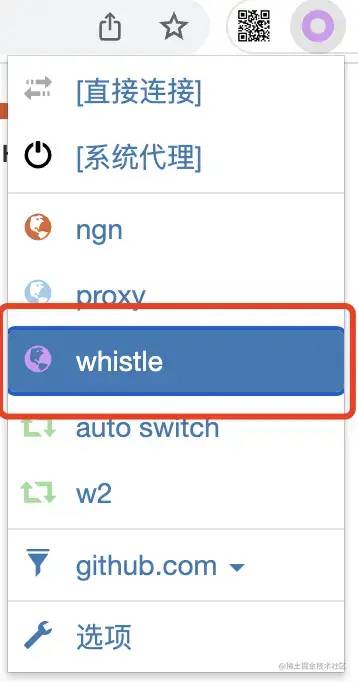 [直接连接]
[系统代理]
ngn
proxy
whistle
auto switch
w2
github.com
选项
@稀土掘金技术社区